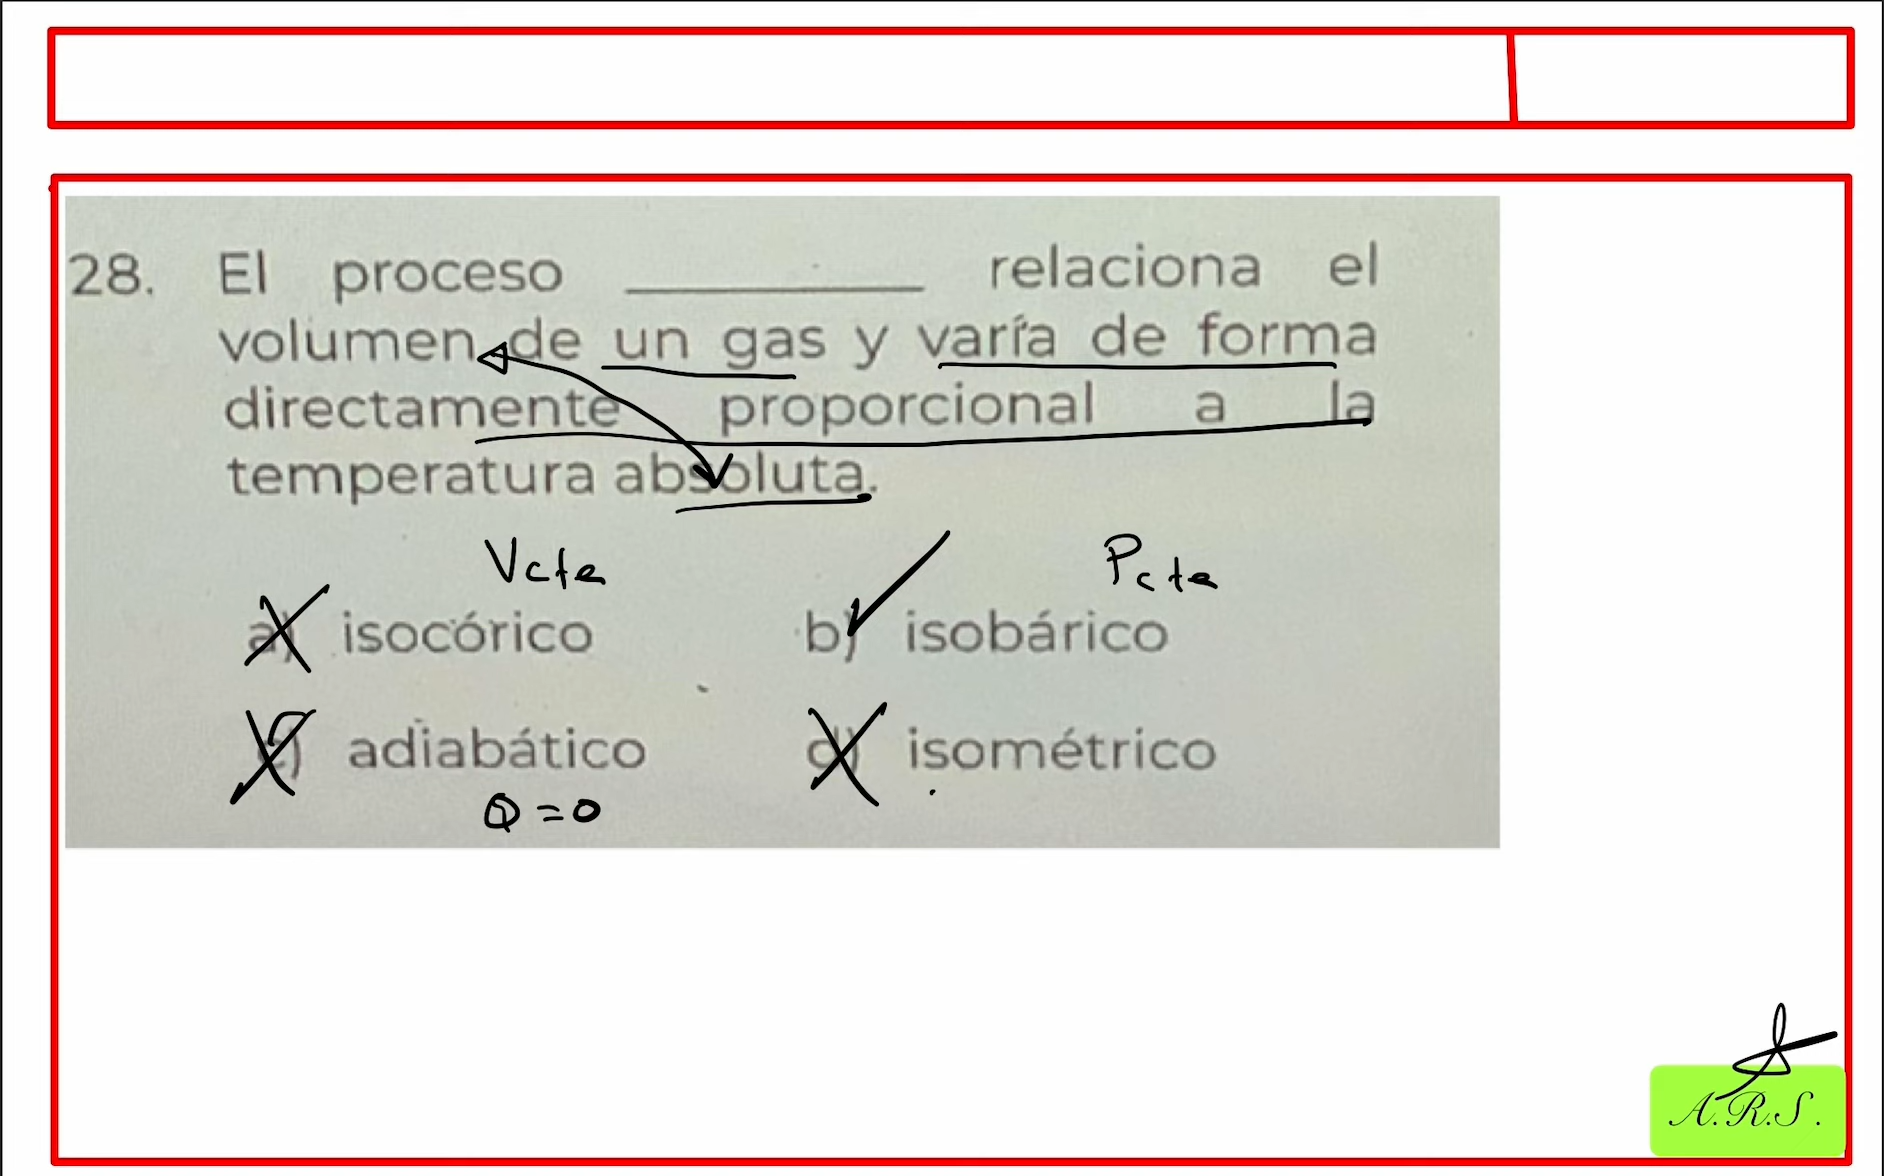 28. El proceso __________ relaciona el
volumen de un gas y varía de forma
directamente proporcional a la
temperatura absoluta.
Vcte Pcte
a) isocórico b) isobárico
c) adiabático d) isométrico
Q = 0
A.R.S.